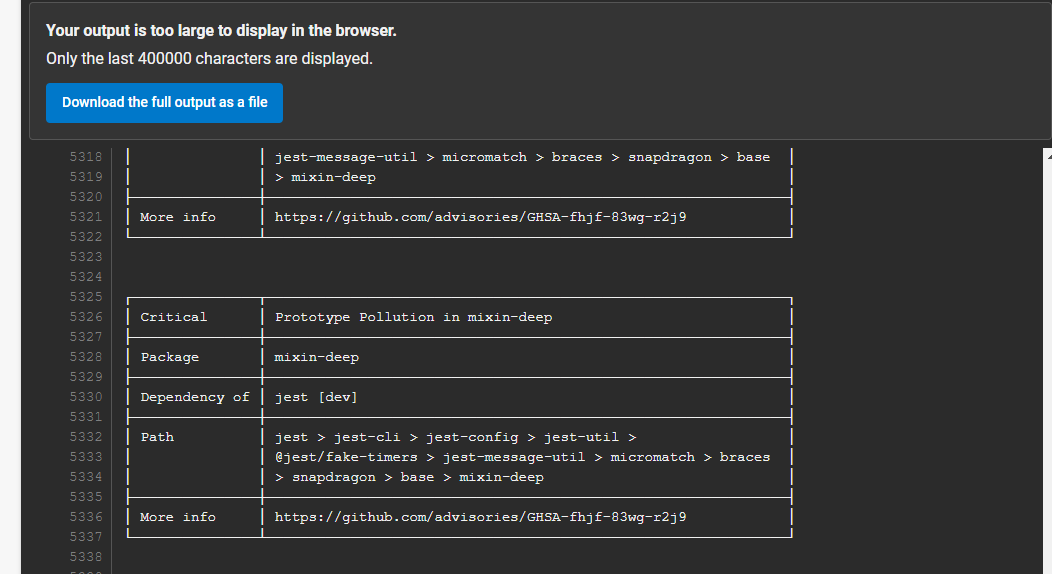 Your output is too large to display in the browser.
Only the last 400000 characters are displayed.
Download the full output as a file
5318 jest-message-util > micromatch > braces > snapdragon > base
5319 > mixin-deep
5320
5321 More info https://github.com/advisories/GHSA-fhjf-83wg-r2j9
5322
5323
5324
5325
5326 Critical Prototype Pollution in mixin-deep
5327
5328 Package mixin-deep
5329
5330 Dependency of jest [dev]
5331
5332 Path jest > jest-cli > jest-config > jest-util >
5333 @jest/fake-timers > jest-message-util > micromatch > braces
5334 > snapdragon > base > mixin-deep
5335
5336 More info https://github.com/advisories/GHSA-fhjf-83wg-r2j9
5337
5338